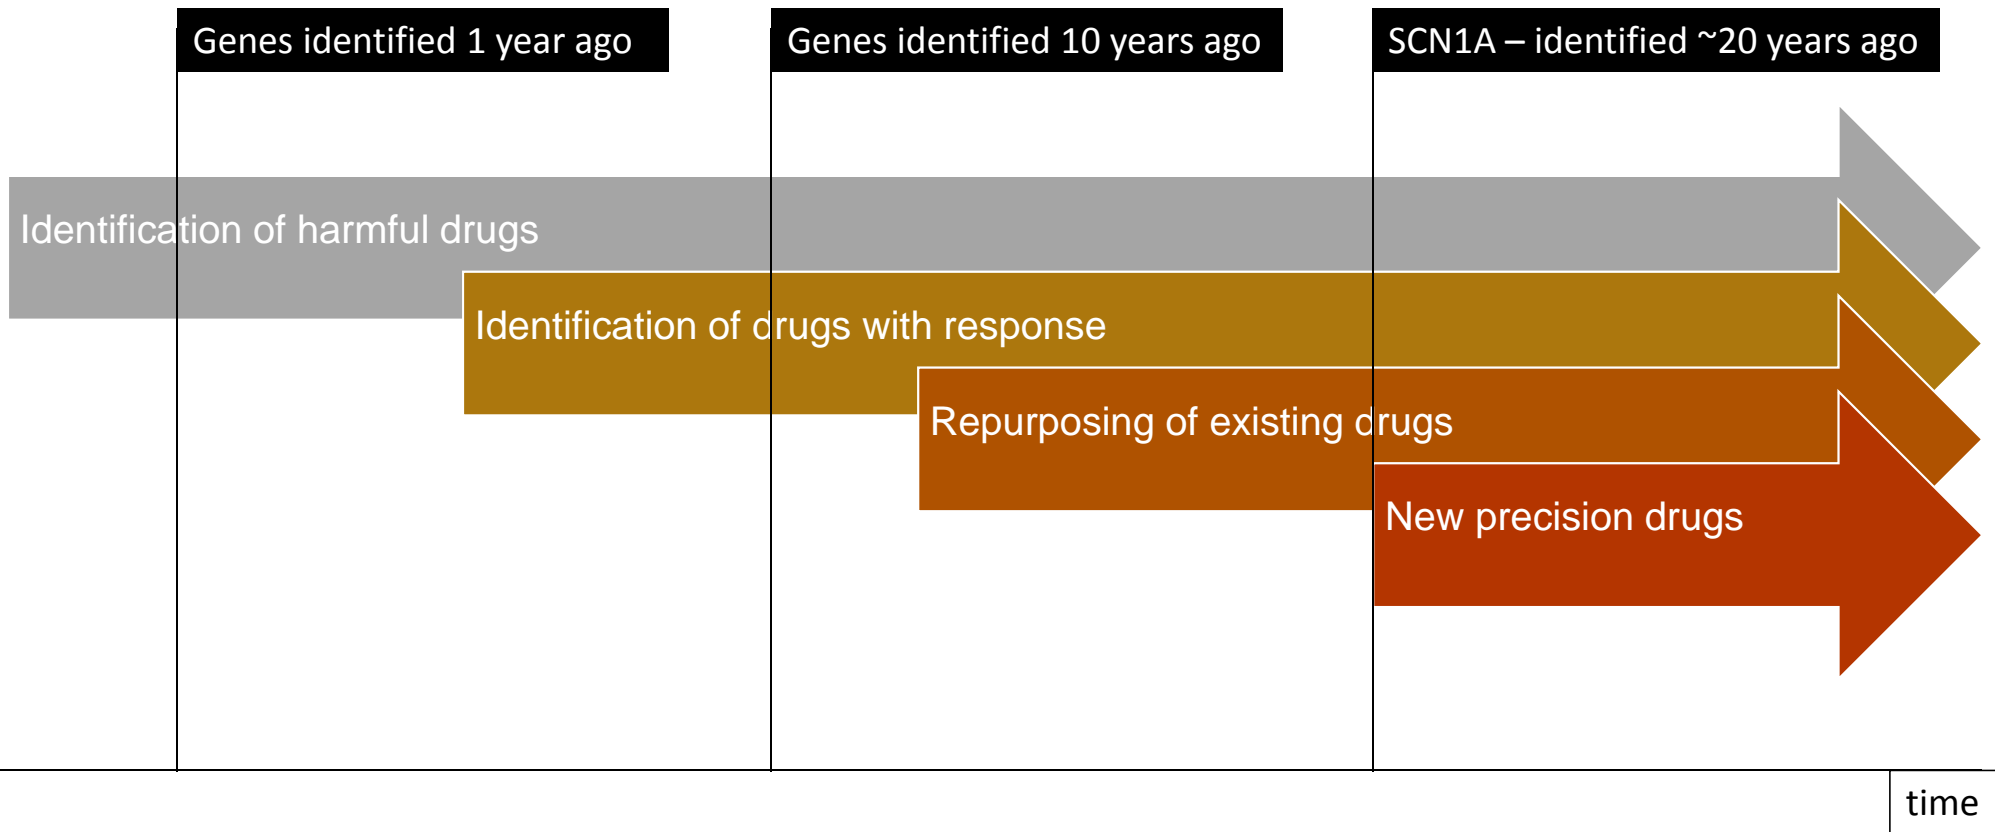 Genes identified 1 year ago
Genes identified 10 years ago
SCN1A – identified ~20 years ago
Identification of harmful drugs
Identification of drugs with response
Repurposing of existing drugs
New precision drugs
time